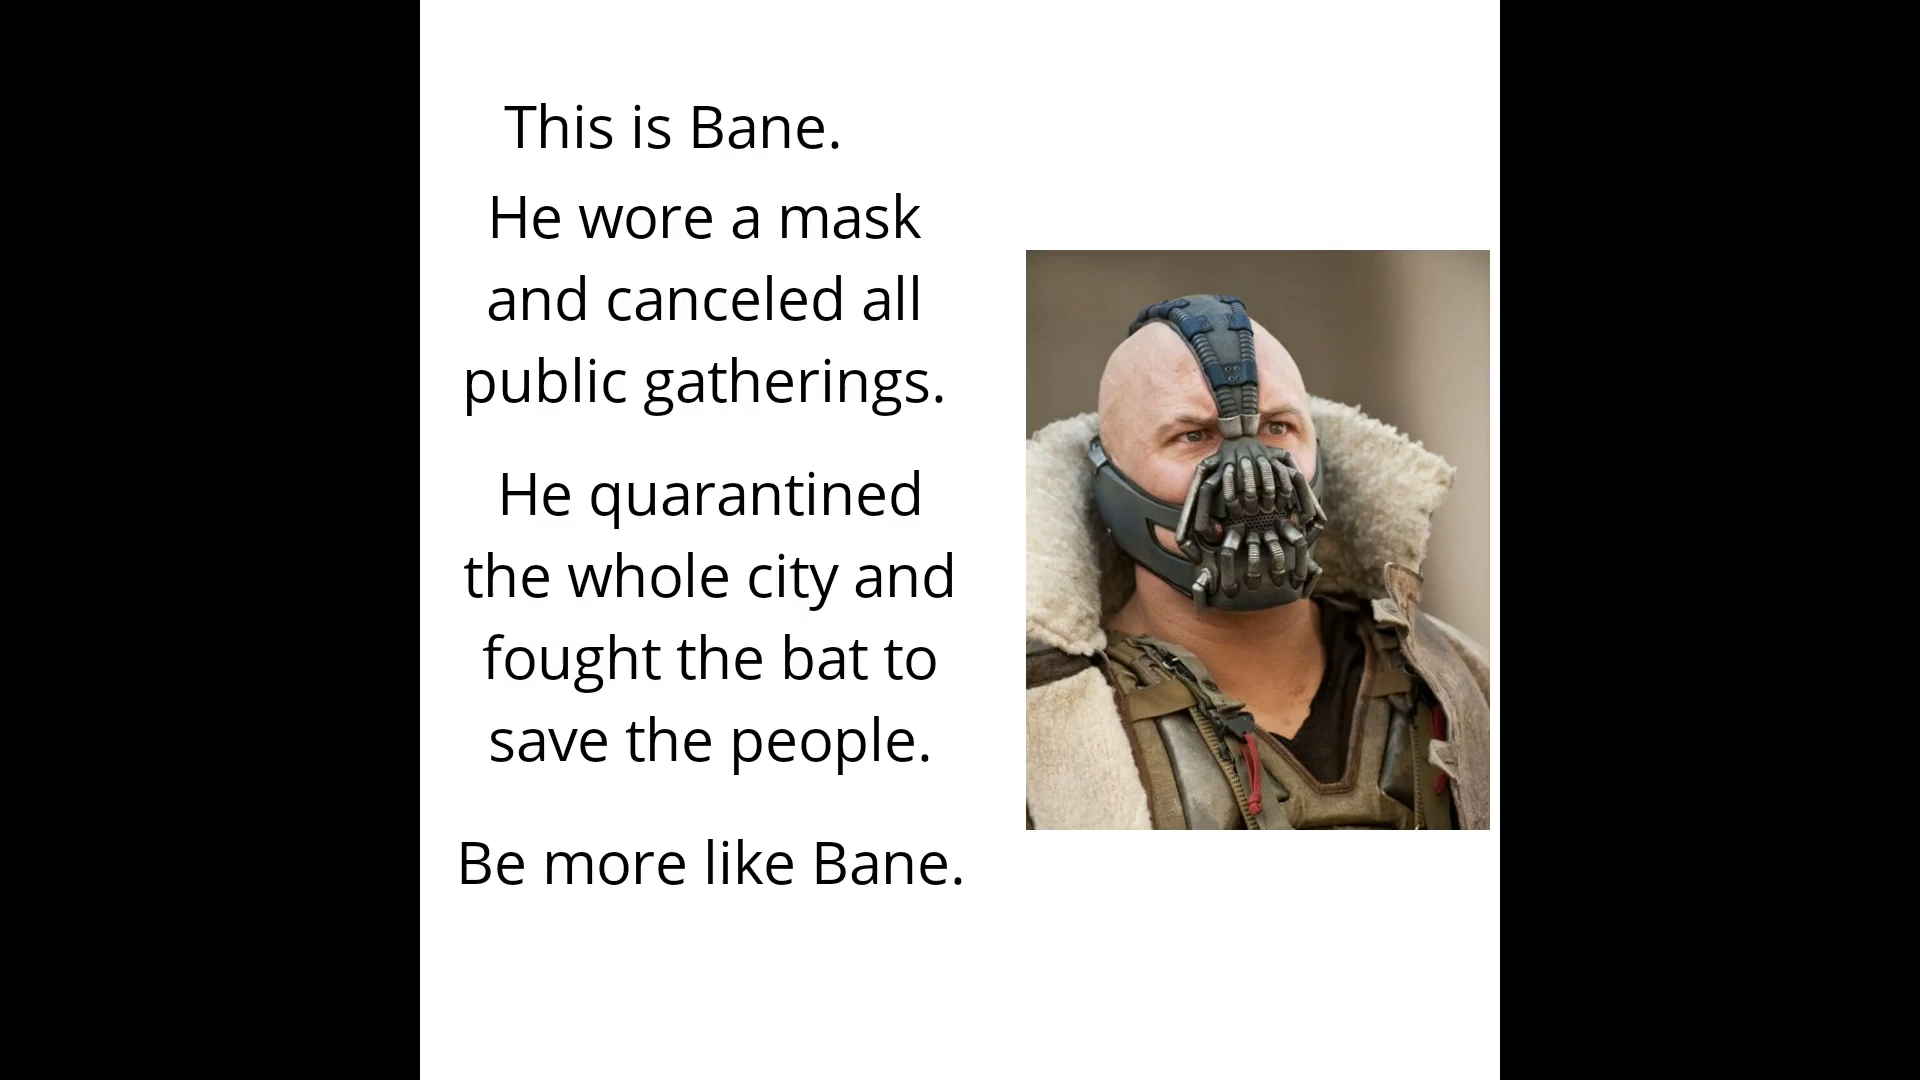 This is Bane.
He wore a mask
and canceled all
public gatherings.
He quarantined
the whole city and
fought the bat to
save the people.
Be more like Bane.